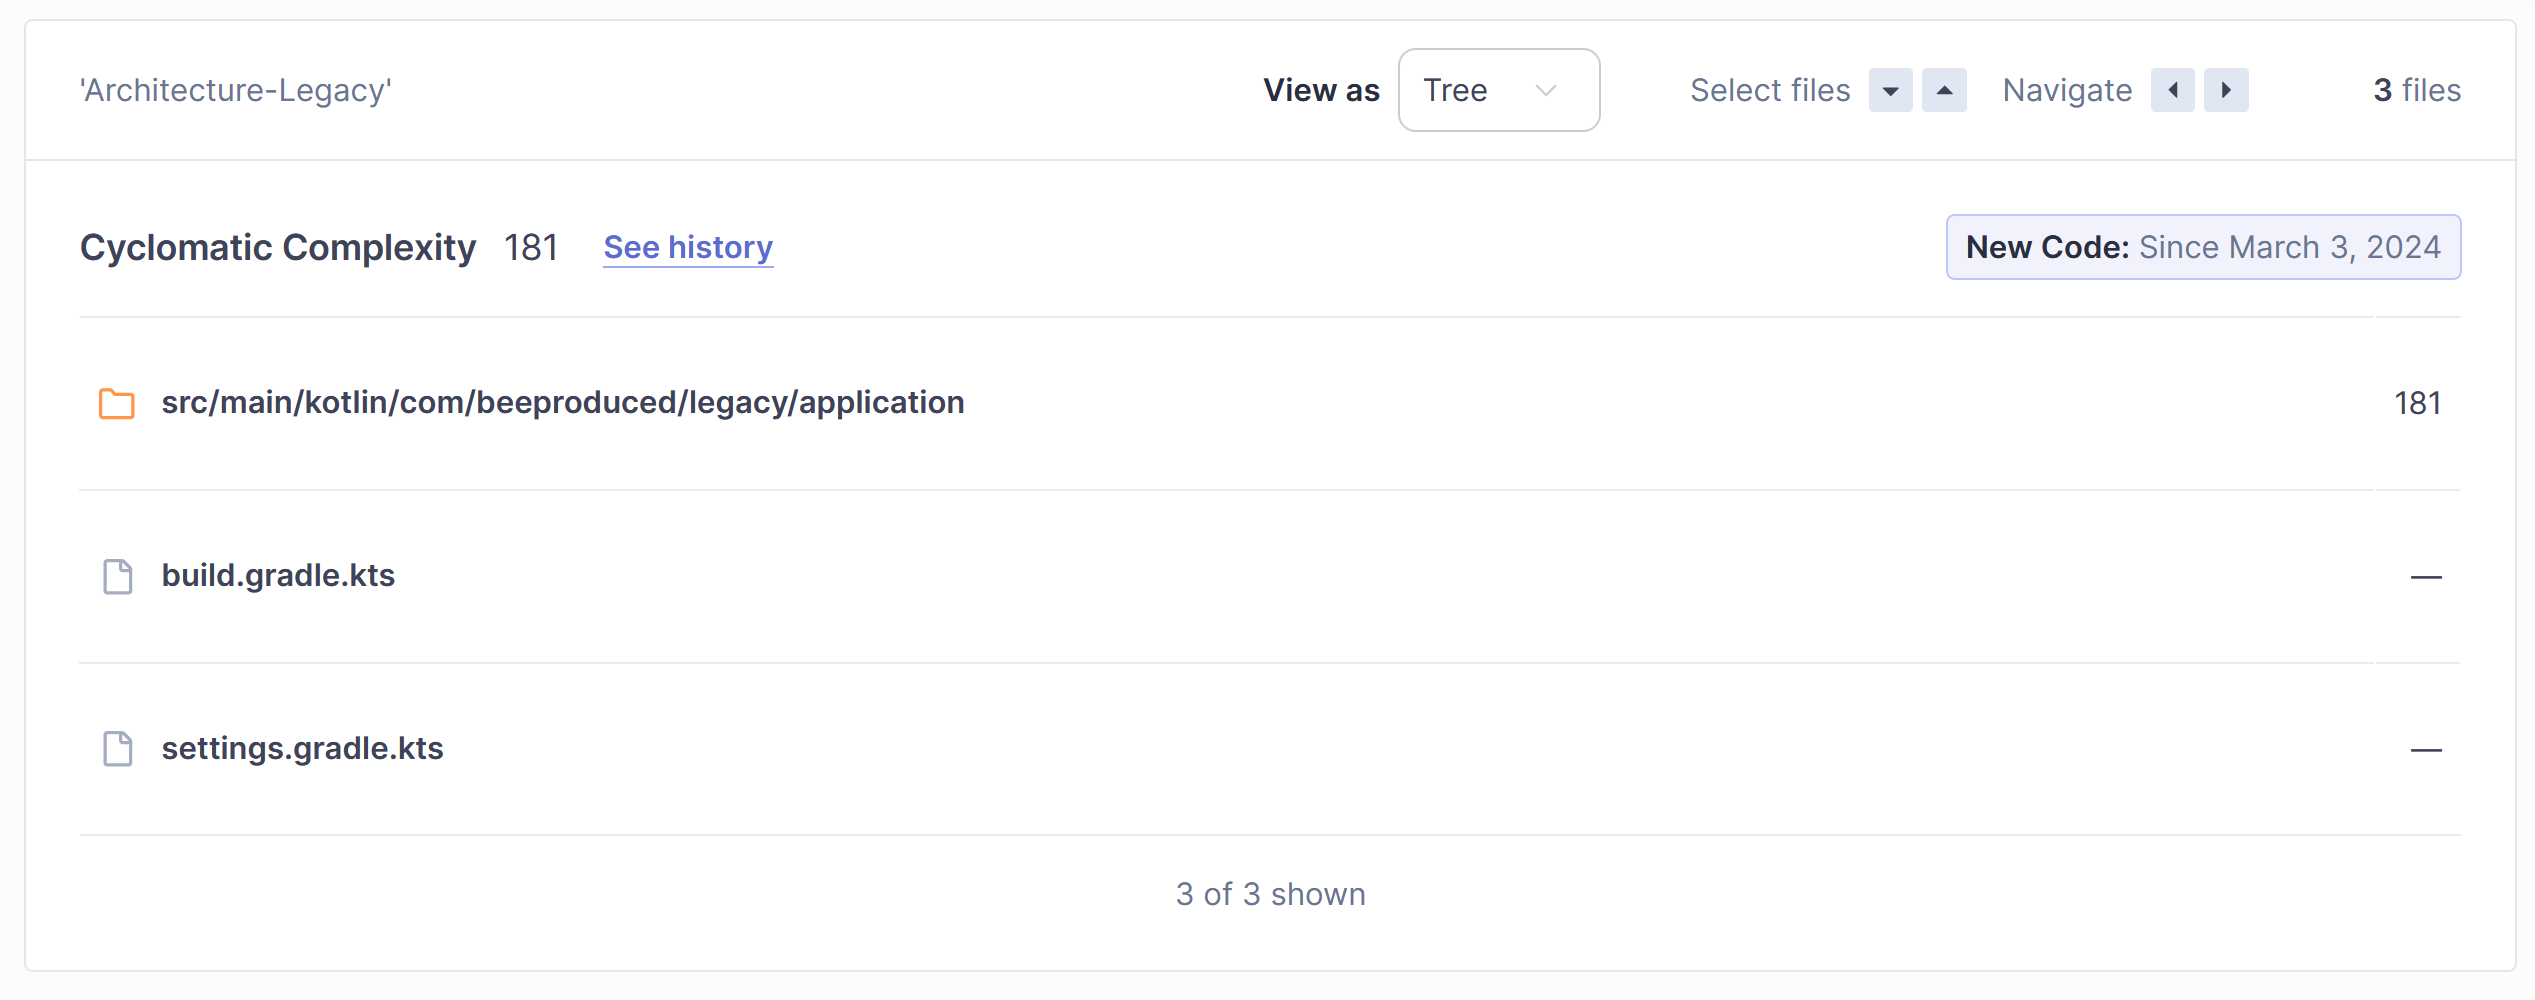 'Architecture-Legacy' View as Tree Select files Navigate 3 files
Cyclomatic Complexity 181 See history New Code: Since March 3, 2024
src/main/kotlin/com/beeproduced/legacy/application 181
build.gradle.kts —
settings.gradle.kts —
3 of 3 shown